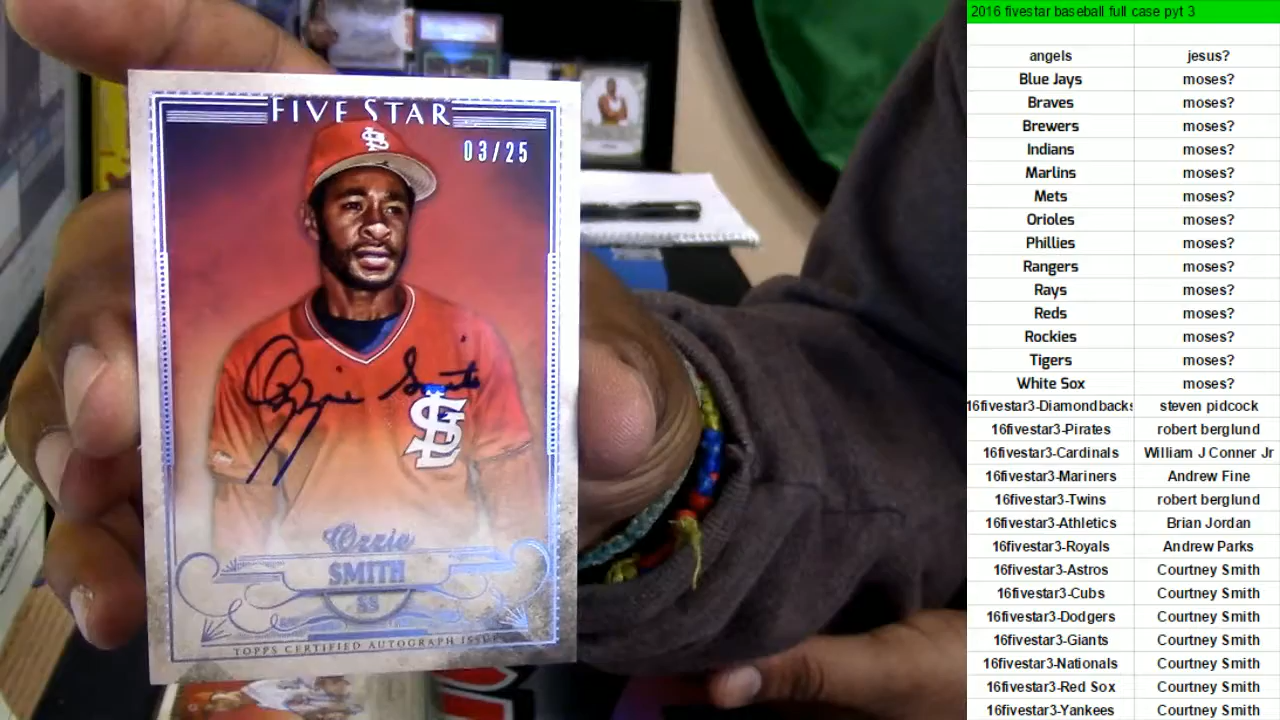 FIVE STAR
03/25
Ozzie Smith
Ozzie
SMITH
SS
TOPPS CERTIFIED AUTOGRAPH ISSUE
2016 fivestar baseball full case pyt 3
angels jesus?
Blue Jays moses?
Braves moses?
Brewers moses?
Indians moses?
Marlins moses?
Mets moses?
Orioles moses?
Phillies moses?
Rangers moses?
Rays moses?
Reds moses?
Rockies moses?
Tigers moses?
White Sox moses?
16fivestar3-Diamondbacks steven pidcock
16fivestar3-Pirates robert berglund
16fivestar3-Cardinals William J Conner Jr
16fivestar3-Mariners Andrew Fine
16fivestar3-Twins robert berglund
16fivestar3-Athletics Brian Jordan
16fivestar3-Royals Andrew Parks
16fivestar3-Astros Courtney Smith
16fivestar3-Cubs Courtney Smith
16fivestar3-Dodgers Courtney Smith
16fivestar3-Giants Courtney Smith
16fivestar3-Nationals Courtney Smith
16fivestar3-Red Sox Courtney Smith
16fivestar3-Yankees Courtney Smith